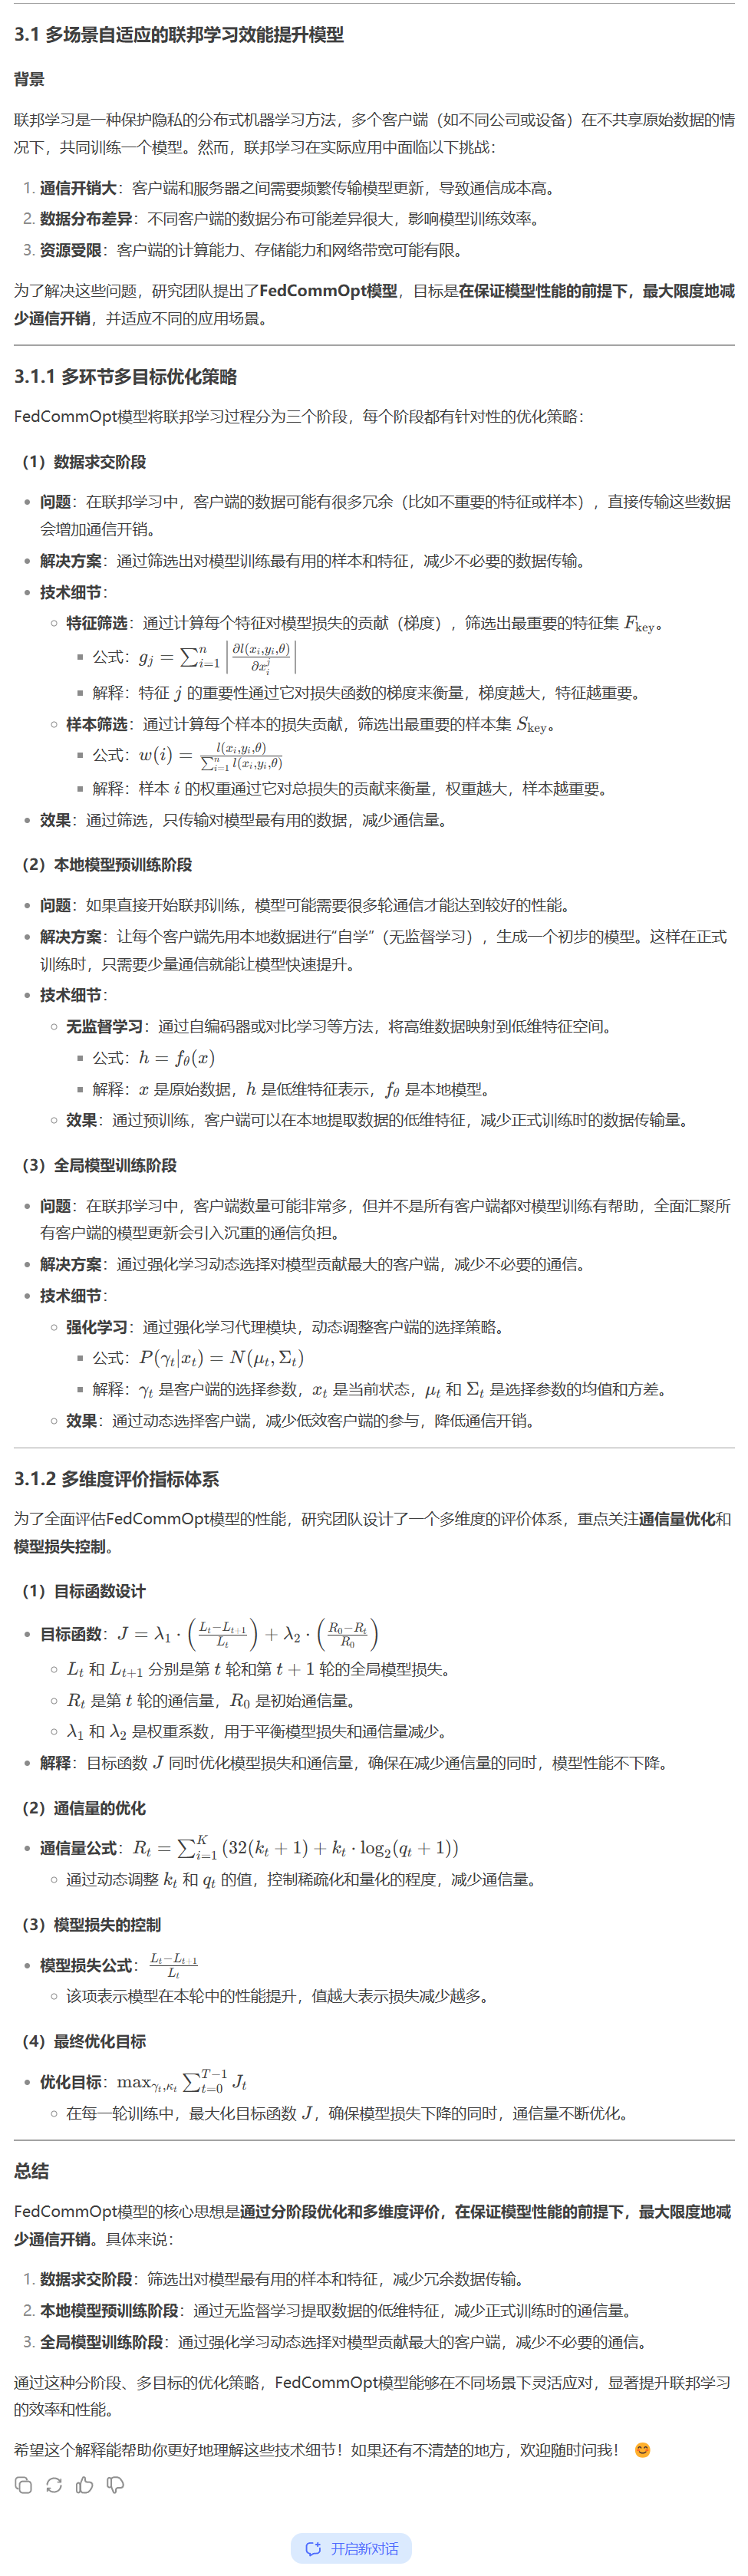 3.1 多场景自适应的联邦学习效能提升模型
背景
联邦学习是一种保护隐私的分布式机器学习方法，多个客户端（如不同公司或设备）在不共享原始数据的情
况下，共同训练一个模型。然而，联邦学习在实际应用中面临以下挑战：
1. 通信开销大：客户端和服务器之间需要频繁传输模型更新，导致通信成本高。
2. 数据分布差异：不同客户端的数据分布可能差异很大，影响模型训练效率。
3. 资源受限：客户端的计算能力、存储能力和网络带宽可能有限。
为了解决这些问题，研究团队提出了FedCommOpt模型，目标是在保证模型性能的前提下，最大限度地减
少通信开销，并适应不同的应用场景。
3.1.1 多环节多目标优化策略
FedCommOpt模型将联邦学习过程分为三个阶段，每个阶段都有针对性的优化策略：
（1）数据求交阶段
• 问题：在联邦学习中，客户端的数据可能有很多冗余（比如不重要的特征或样本），直接传输这些数据
会增加通信开销。
• 解决方案：通过筛选出对模型训练最有用的样本和特征，减少不必要的数据传输。
• 技术细节：
◦ 特征筛选：通过计算每个特征对模型损失的贡献（梯度），筛选出最重要的特征集 $F_{\text{key}}$。
▪ 公式：$g_j = \sum_{i=1}^{n} \left| \frac{\partial l(x_i, y_i, \theta)}{\partial x_i^j} \right|$
▪ 解释：特征 $j$ 的重要性通过它对损失函数的梯度来衡量，梯度越大，特征越重要。
◦ 样本筛选：通过计算每个样本的损失贡献，筛选出最重要的样本集 $S_{\text{key}}$。
▪ 公式：$w(i) = \frac{l(x_i, y_i, \theta)}{\sum_{i=1}^{n} l(x_i, y_i, \theta)}$
▪ 解释：样本 $i$ 的权重通过它对总损失的贡献来衡量，权重越大，样本越重要。
• 效果：通过筛选，只传输对模型最有用的数据，减少通信量。
（2）本地模型预训练阶段
• 问题：如果直接开始联邦训练，模型可能需要很多轮通信才能达到较好的性能。
• 解决方案：让每个客户端先用本地数据进行“自学”（无监督学习），生成一个初步的模型。这样在正式
训练时，只需要少量通信就能让模型快速提升。
• 技术细节：
◦ 无监督学习：通过自编码器或对比学习等方法，将高维数据映射到低维特征空间。
▪ 公式：$h = f_\theta(x)$
▪ 解释：$x$ 是原始数据，$h$ 是低维特征表示，$f_\theta$ 是本地模型。
◦ 效果：通过预训练，客户端可以在本地提取数据的低维特征，减少正式训练时的数据传输量。
（3）全局模型训练阶段
• 问题：在联邦学习中，客户端数量可能非常多，但并不是所有客户端都对模型训练有帮助，全面汇聚所
有客户端的模型更新会引入沉重的通信负担。
• 解决方案：通过强化学习动态选择对模型贡献最大的客户端，减少不必要的通信。
• 技术细节：
◦ 强化学习：通过强化学习代理模块，动态调整客户端的选择策略。
▪ 公式：$P(\gamma_t | x_t) = N(\mu_t, \Sigma_t)$
▪ 解释：$\gamma_t$ 是客户端的选择参数，$x_t$ 是当前状态，$\mu_t$ 和 $\Sigma_t$ 是选择参数的均值和方差。
◦ 效果：通过动态选择客户端，减少低效客户端的参与，降低通信开销。
3.1.2 多维度评价指标体系
为了全面评估FedCommOpt模型的性能，研究团队设计了一个多维度的评价体系，重点关注通信量优化和
模型损失控制。
（1）目标函数设计
• 目标函数：$J = \lambda_1 \cdot \left( \frac{L_t - L_{t+1}}{L_t} \right) + \lambda_2 \cdot \left( \frac{R_0 - R_t}{R_0} \right)$
◦ $L_t$ 和 $L_{t+1}$ 分别是第 $t$ 轮和第 $t+1$ 轮的全局模型损失。
◦ $R_t$ 是第 $t$ 轮的通信量，$R_0$ 是初始通信量。
◦ $\lambda_1$ 和 $\lambda_2$ 是权重系数，用于平衡模型损失和通信量减少。
• 解释：目标函数 $J$ 同时优化模型损失和通信量，确保在减少通信量的同时，模型性能不下降。
（2）通信量的优化
• 通信量公式：$R_t = \sum_{i=1}^{K} (32(k_t + 1) + k_t \cdot \log_2(q_t + 1))$
◦ 通过动态调整 $k_t$ 和 $q_t$ 的值，控制稀疏化和量化的程度，减少通信量。
（3）模型损失的控制
• 模型损失公式：$\frac{L_t - L_{t+1}}{L_t}$
◦ 该项表示模型在本轮中的性能提升，值越大表示损失减少越多。
（4）最终优化目标
• 优化目标：$\max_{\gamma_t, \kappa_t} \sum_{t=0}^{T-1} J_t$
◦ 在每一轮训练中，最大化目标函数 $J$，确保模型损失下降的同时，通信量不断优化。
总结
FedCommOpt模型的核心思想是通过分阶段优化和多维度评价，在保证模型性能的前提下，最大限度地减
少通信开销。具体来说：
1. 数据求交阶段：筛选出对模型最有用的样本和特征，减少冗余数据传输。
2. 本地模型预训练阶段：通过无监督学习提取数据的低维特征，减少正式训练时的通信量。
3. 全局模型训练阶段：通过强化学习动态选择对模型贡献最大的客户端，减少不必要的通信。
通过这种分阶段、多目标的优化策略，FedCommOpt模型能够在不同场景下灵活应对，显著提升联邦学习
的效率和性能。
希望这个解释能帮助你更好地理解这些技术细节！如果还有不清楚的地方，欢迎随时问我！ 😊
开启新对话